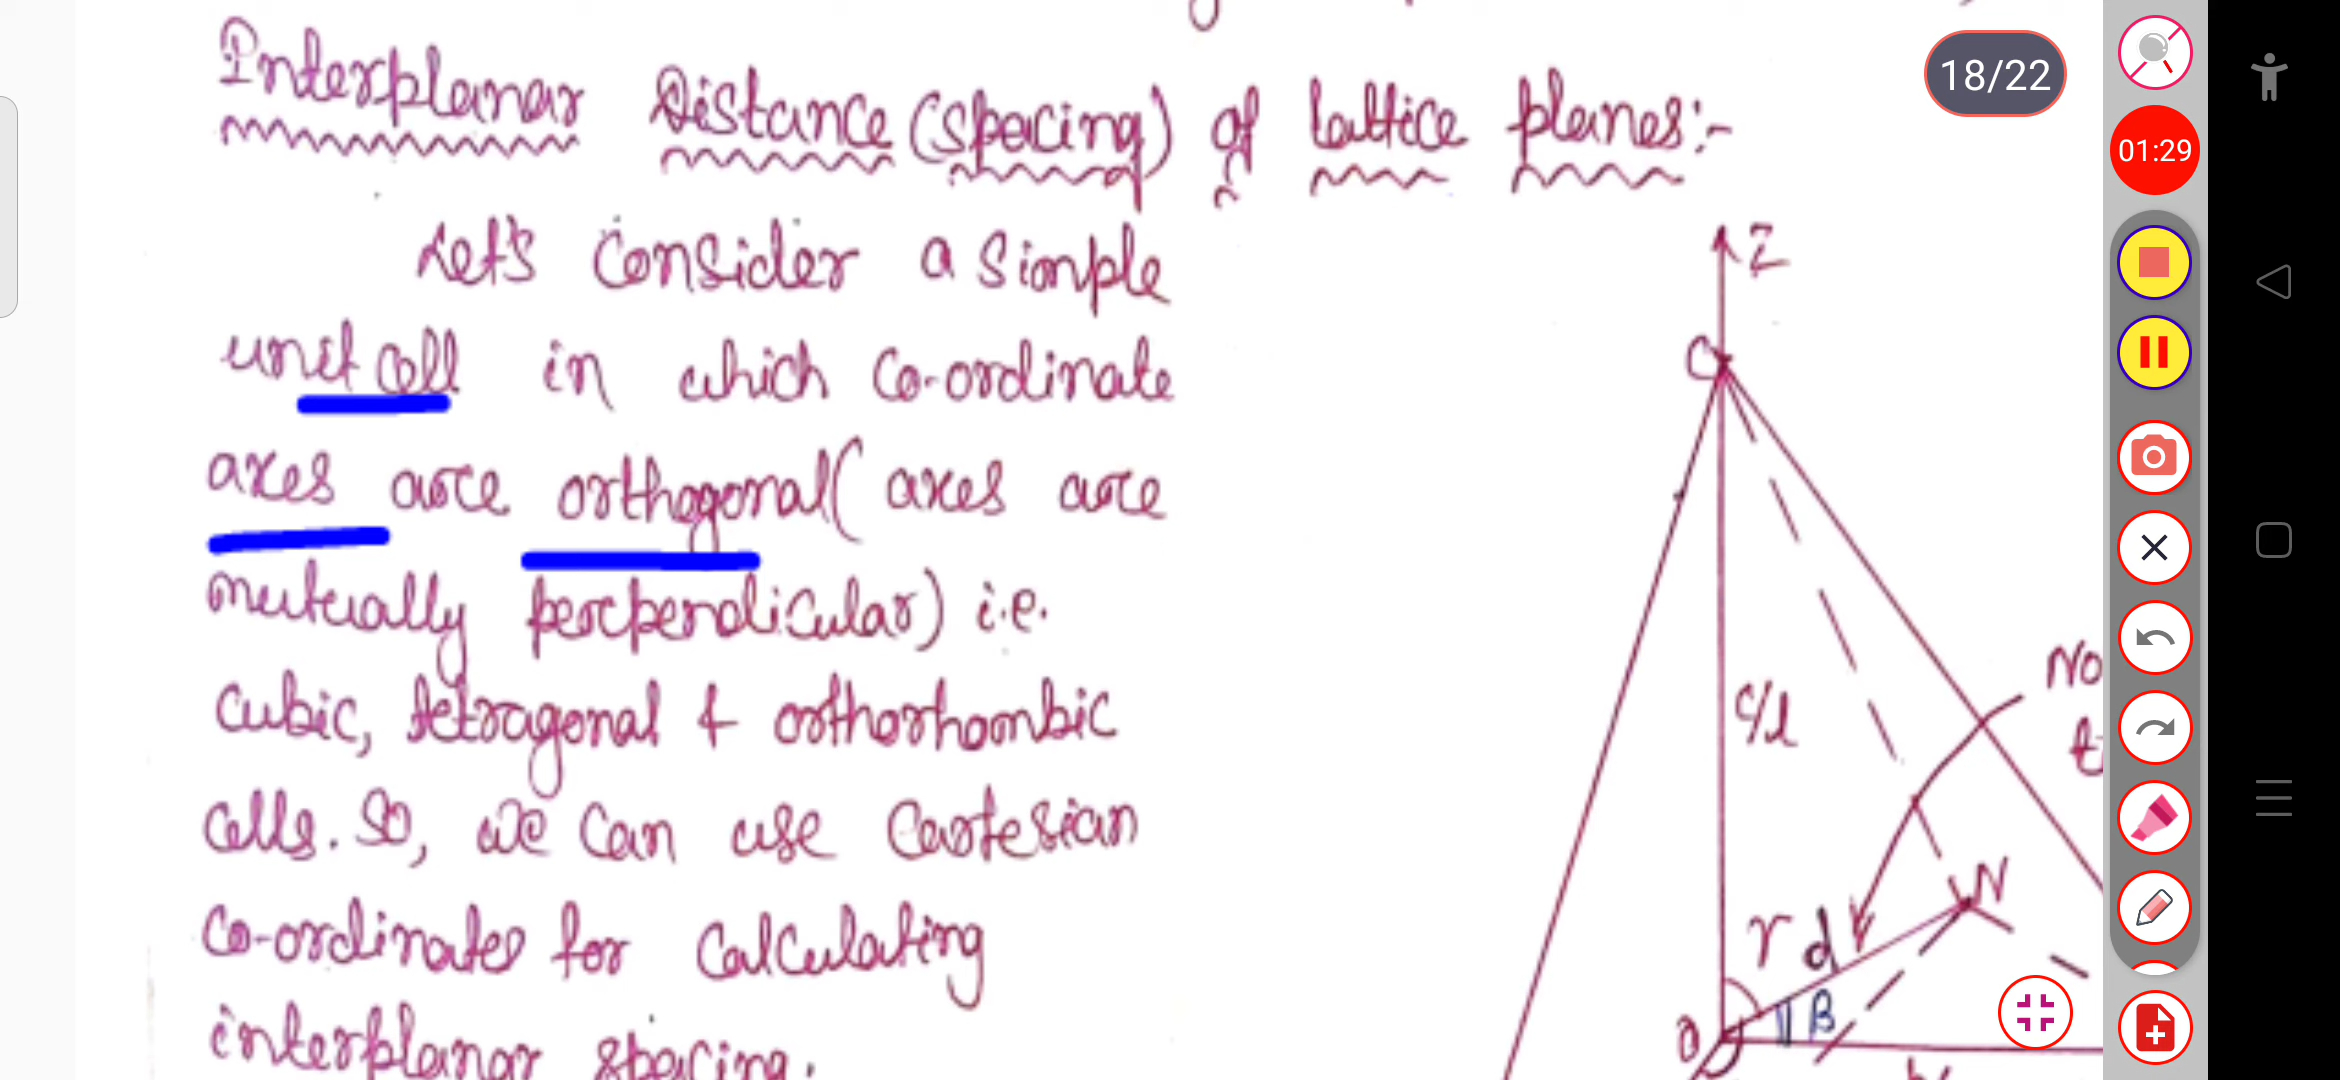 Interplanar Distance (spacing) of lattice planes:-
Let's consider a simple
unit cell in which co-ordinate
axes are orthogonal (axes are
mutually perpendicular) i.e.
cubic, tetragonal & orthorhombic
cells. So, we can use cartesian
co-ordinates for calculating
interplanar spacing.
Z
C
c/l
No
N
r d
β
O
18/22
01:29